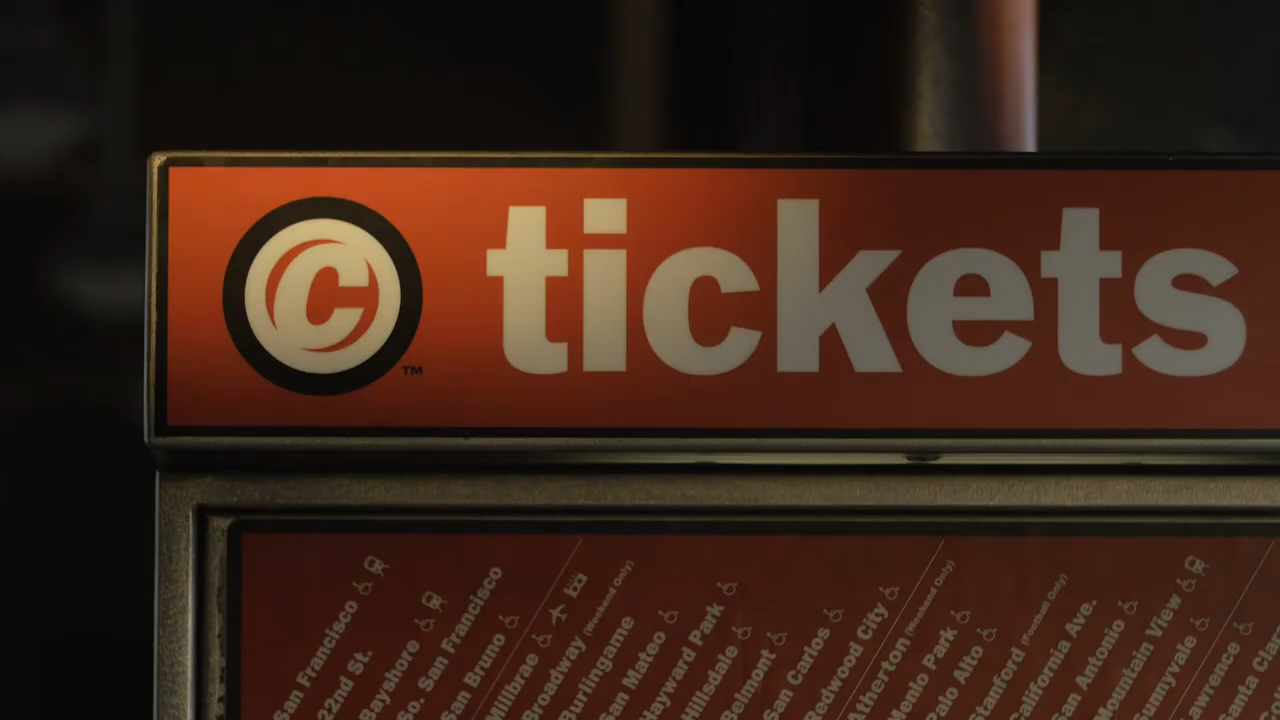 C tickets
TM
San Francisco
22nd St.
Bayshore
So. San Francisco
San Bruno
Millbrae
Broadway (Weekend Only)
Burlingame
San Mateo
Hayward Park
Hillsdale
Belmont
San Carlos
Redwood City
Atherton (Weekend Only)
Menlo Park
Palo Alto
Stanford (Football Only)
California Ave.
San Antonio
Mountain View
Sunnyvale
Lawrence
Santa Clar